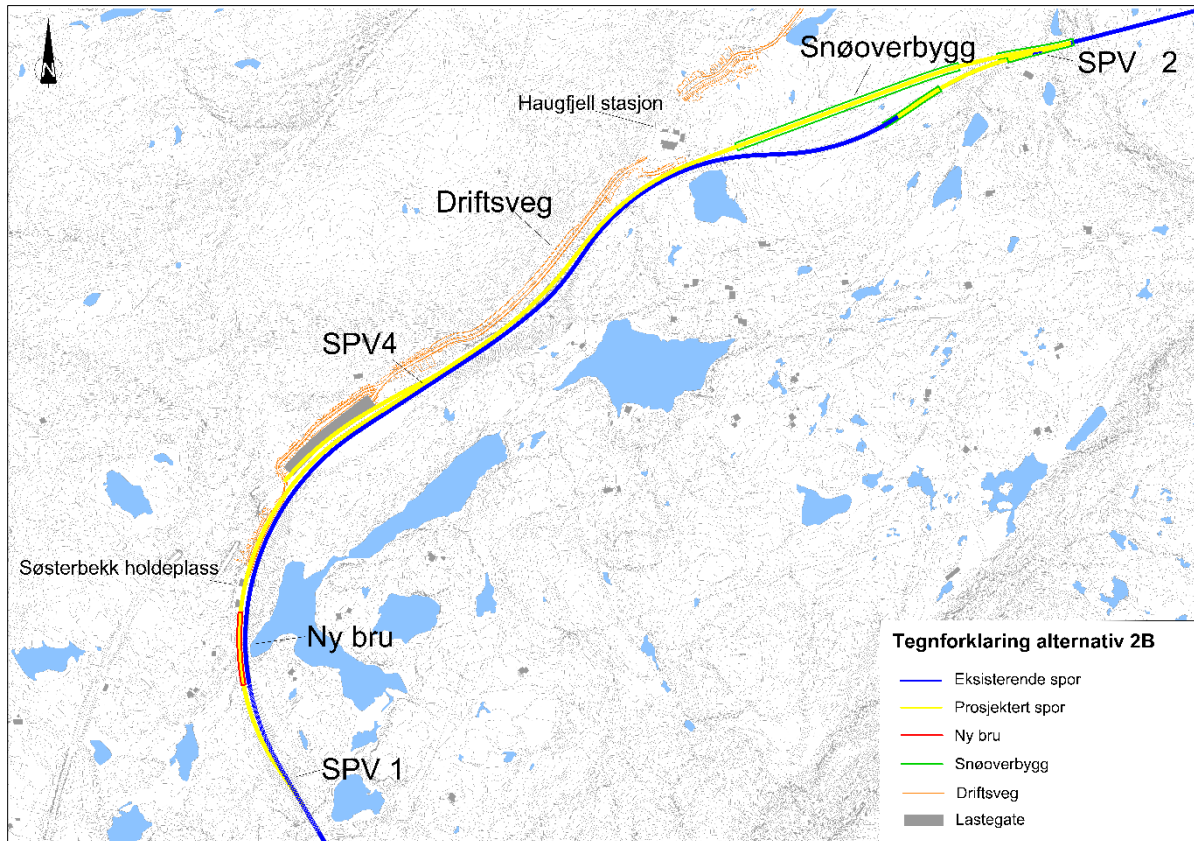 N
Snøoverbygg
SPV 2
Haugfjell stasjon
Driftsveg
SPV4
Søsterbekk holdeplass
Ny bru
SPV 1
Tegnforklaring alternativ 2B
Eksisterende spor
Prosjektert spor
Ny bru
Snøoverbygg
Driftsveg
Lastegate